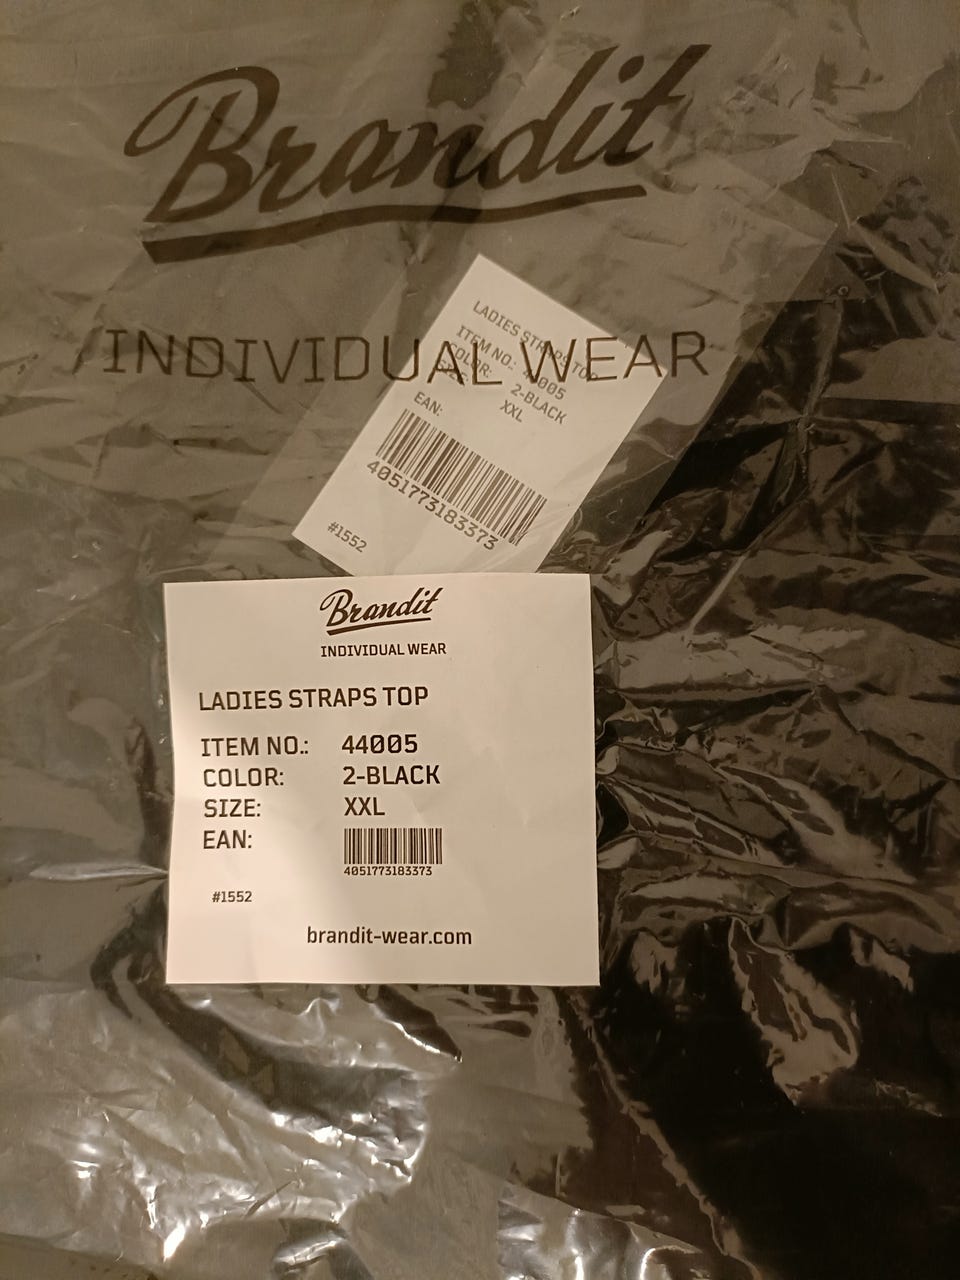 Brandit
INDIVIDUAL WEAR
LADIES STRAPS TOP
ITEM NO.: 44005
COLOR: 2-BLACK
SIZE: XXL
EAN:
4051773183373
#1552
Brandit
INDIVIDUAL WEAR
LADIES STRAPS TOP
ITEM NO.: 44005
COLOR: 2-BLACK
SIZE: XXL
EAN:
4051773183373
#1552
brandit-wear.com